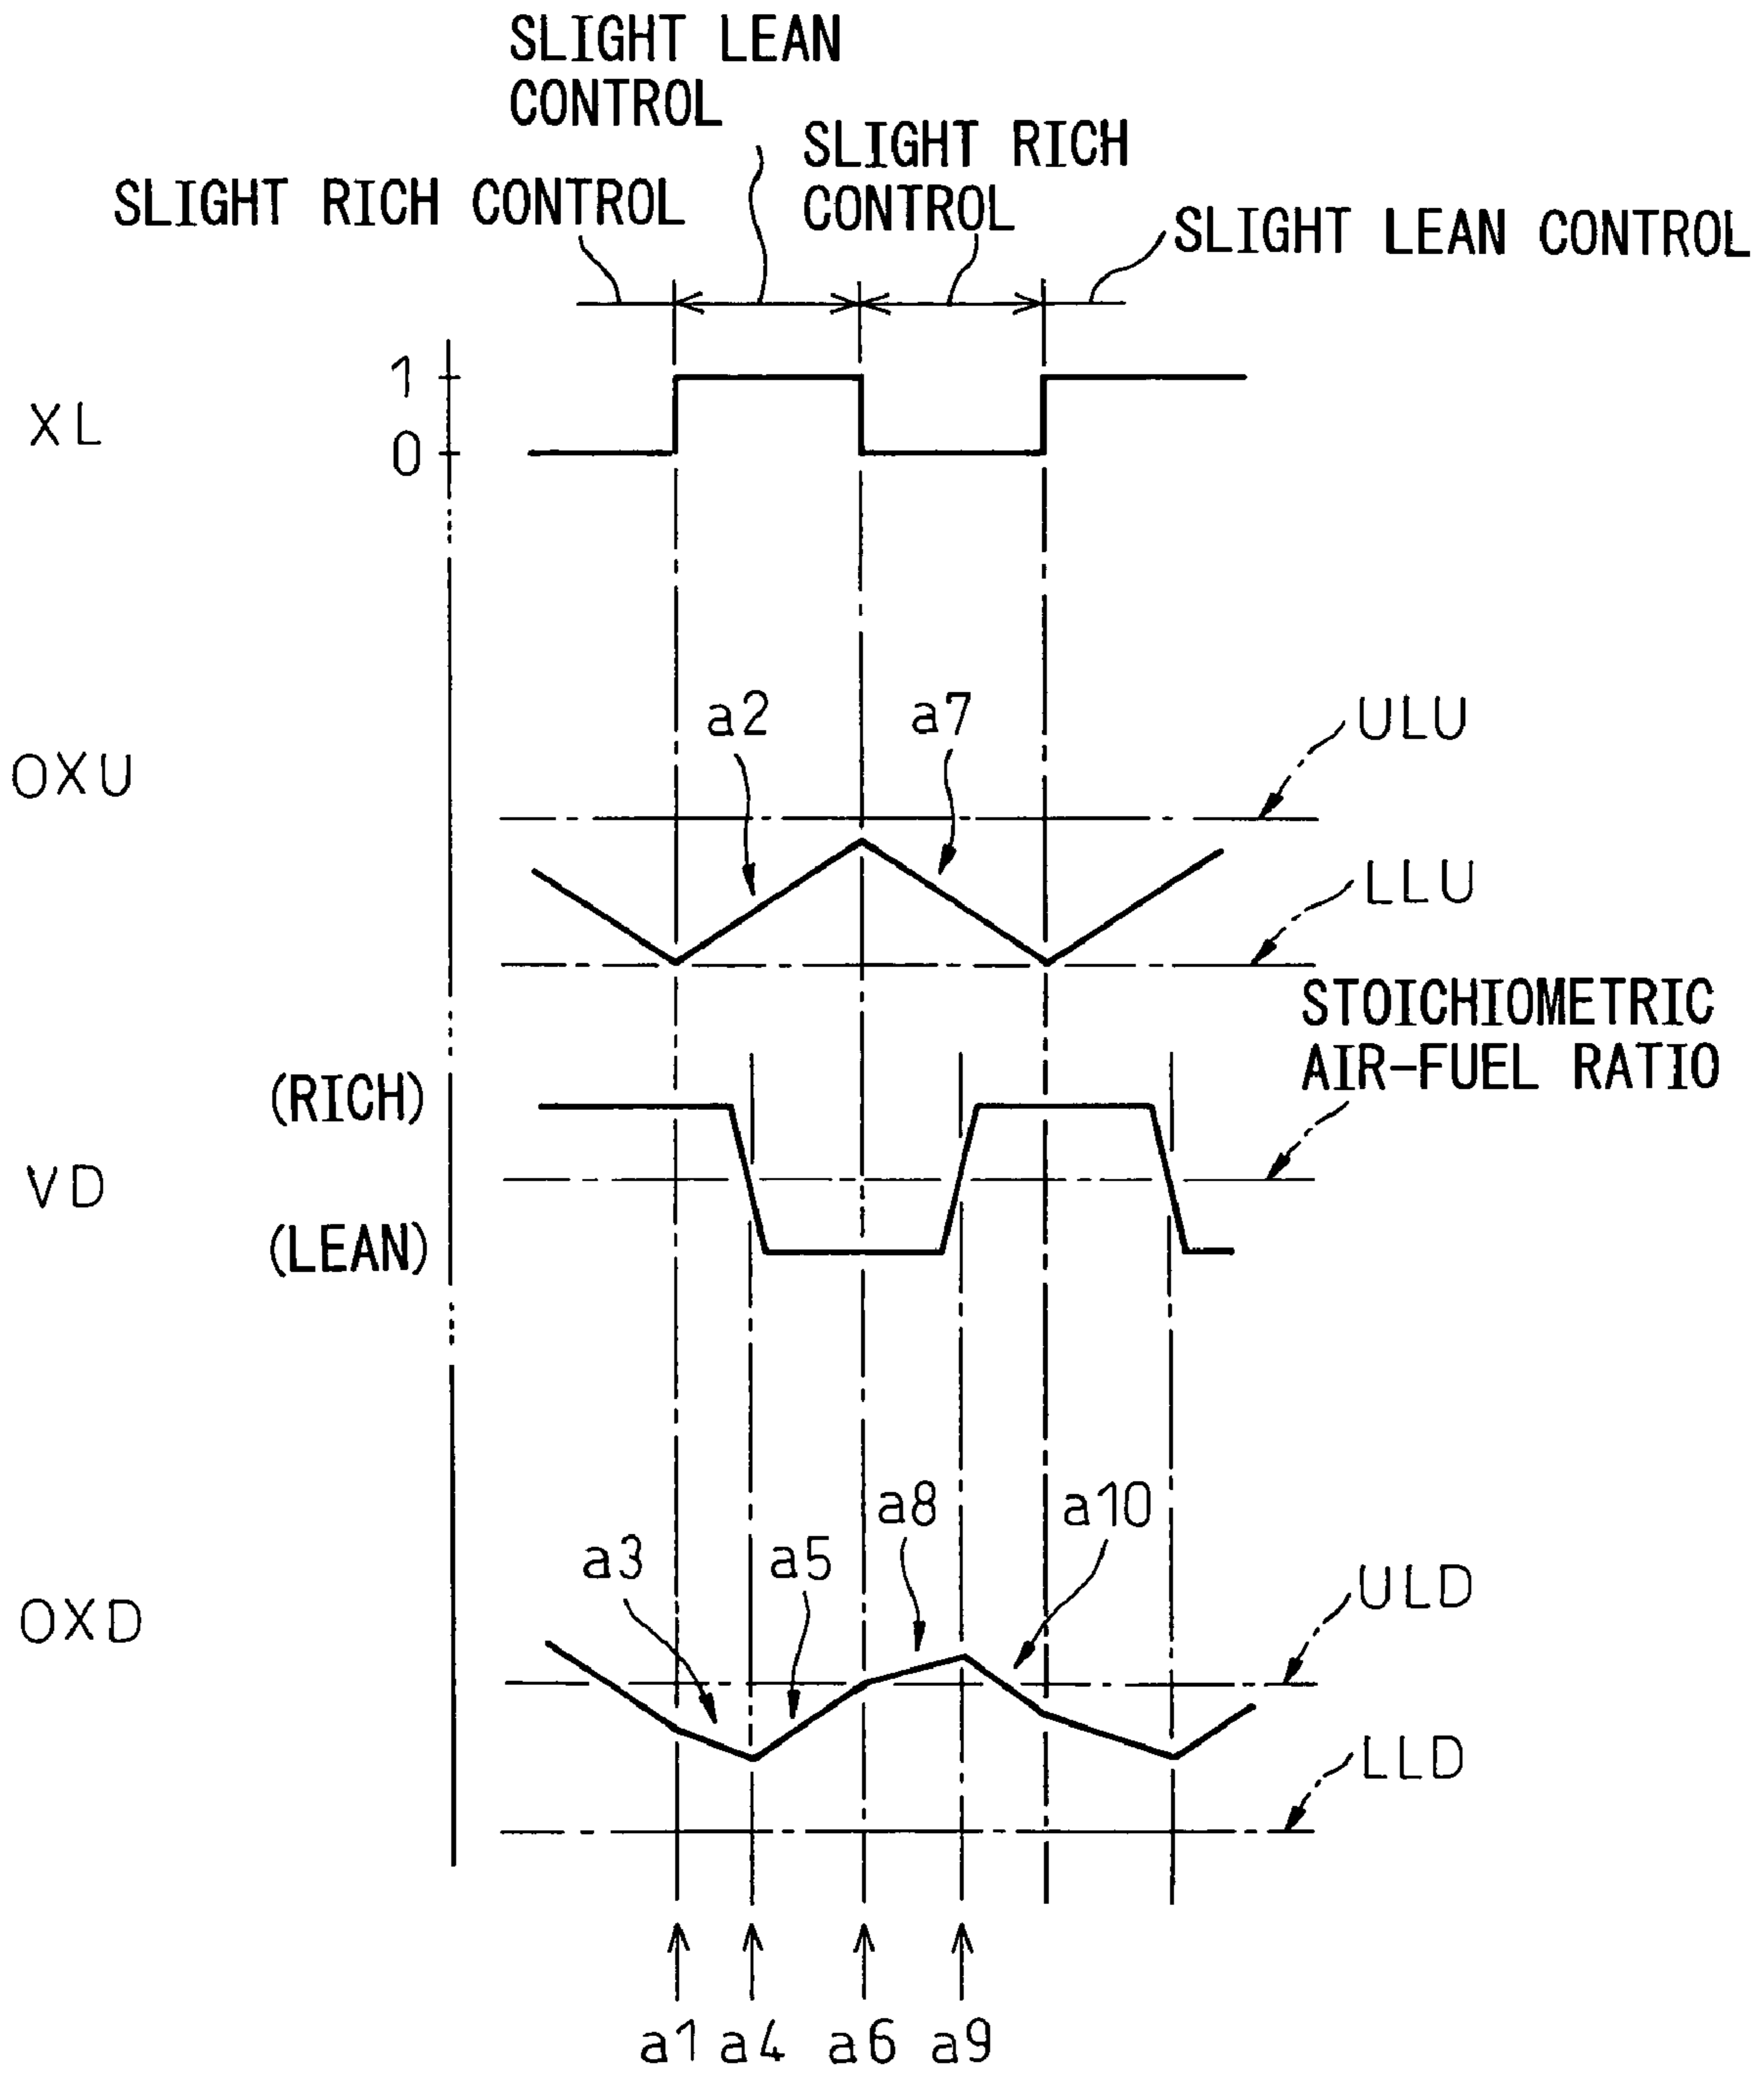 SLIGHT LEAN
CONTROL
SLIGHT RICH
CONTROL
SLIGHT RICH CONTROL
SLIGHT LEAN CONTROL
1
XL
0
a2
a7
ULU
OXU
LLU
STOICHIOMETRIC
AIR-FUEL RATIO
(RICH)
VD
(LEAN)
a8
a10
a3
a5
ULD
OXD
LLD
a1
a4
a6
a9